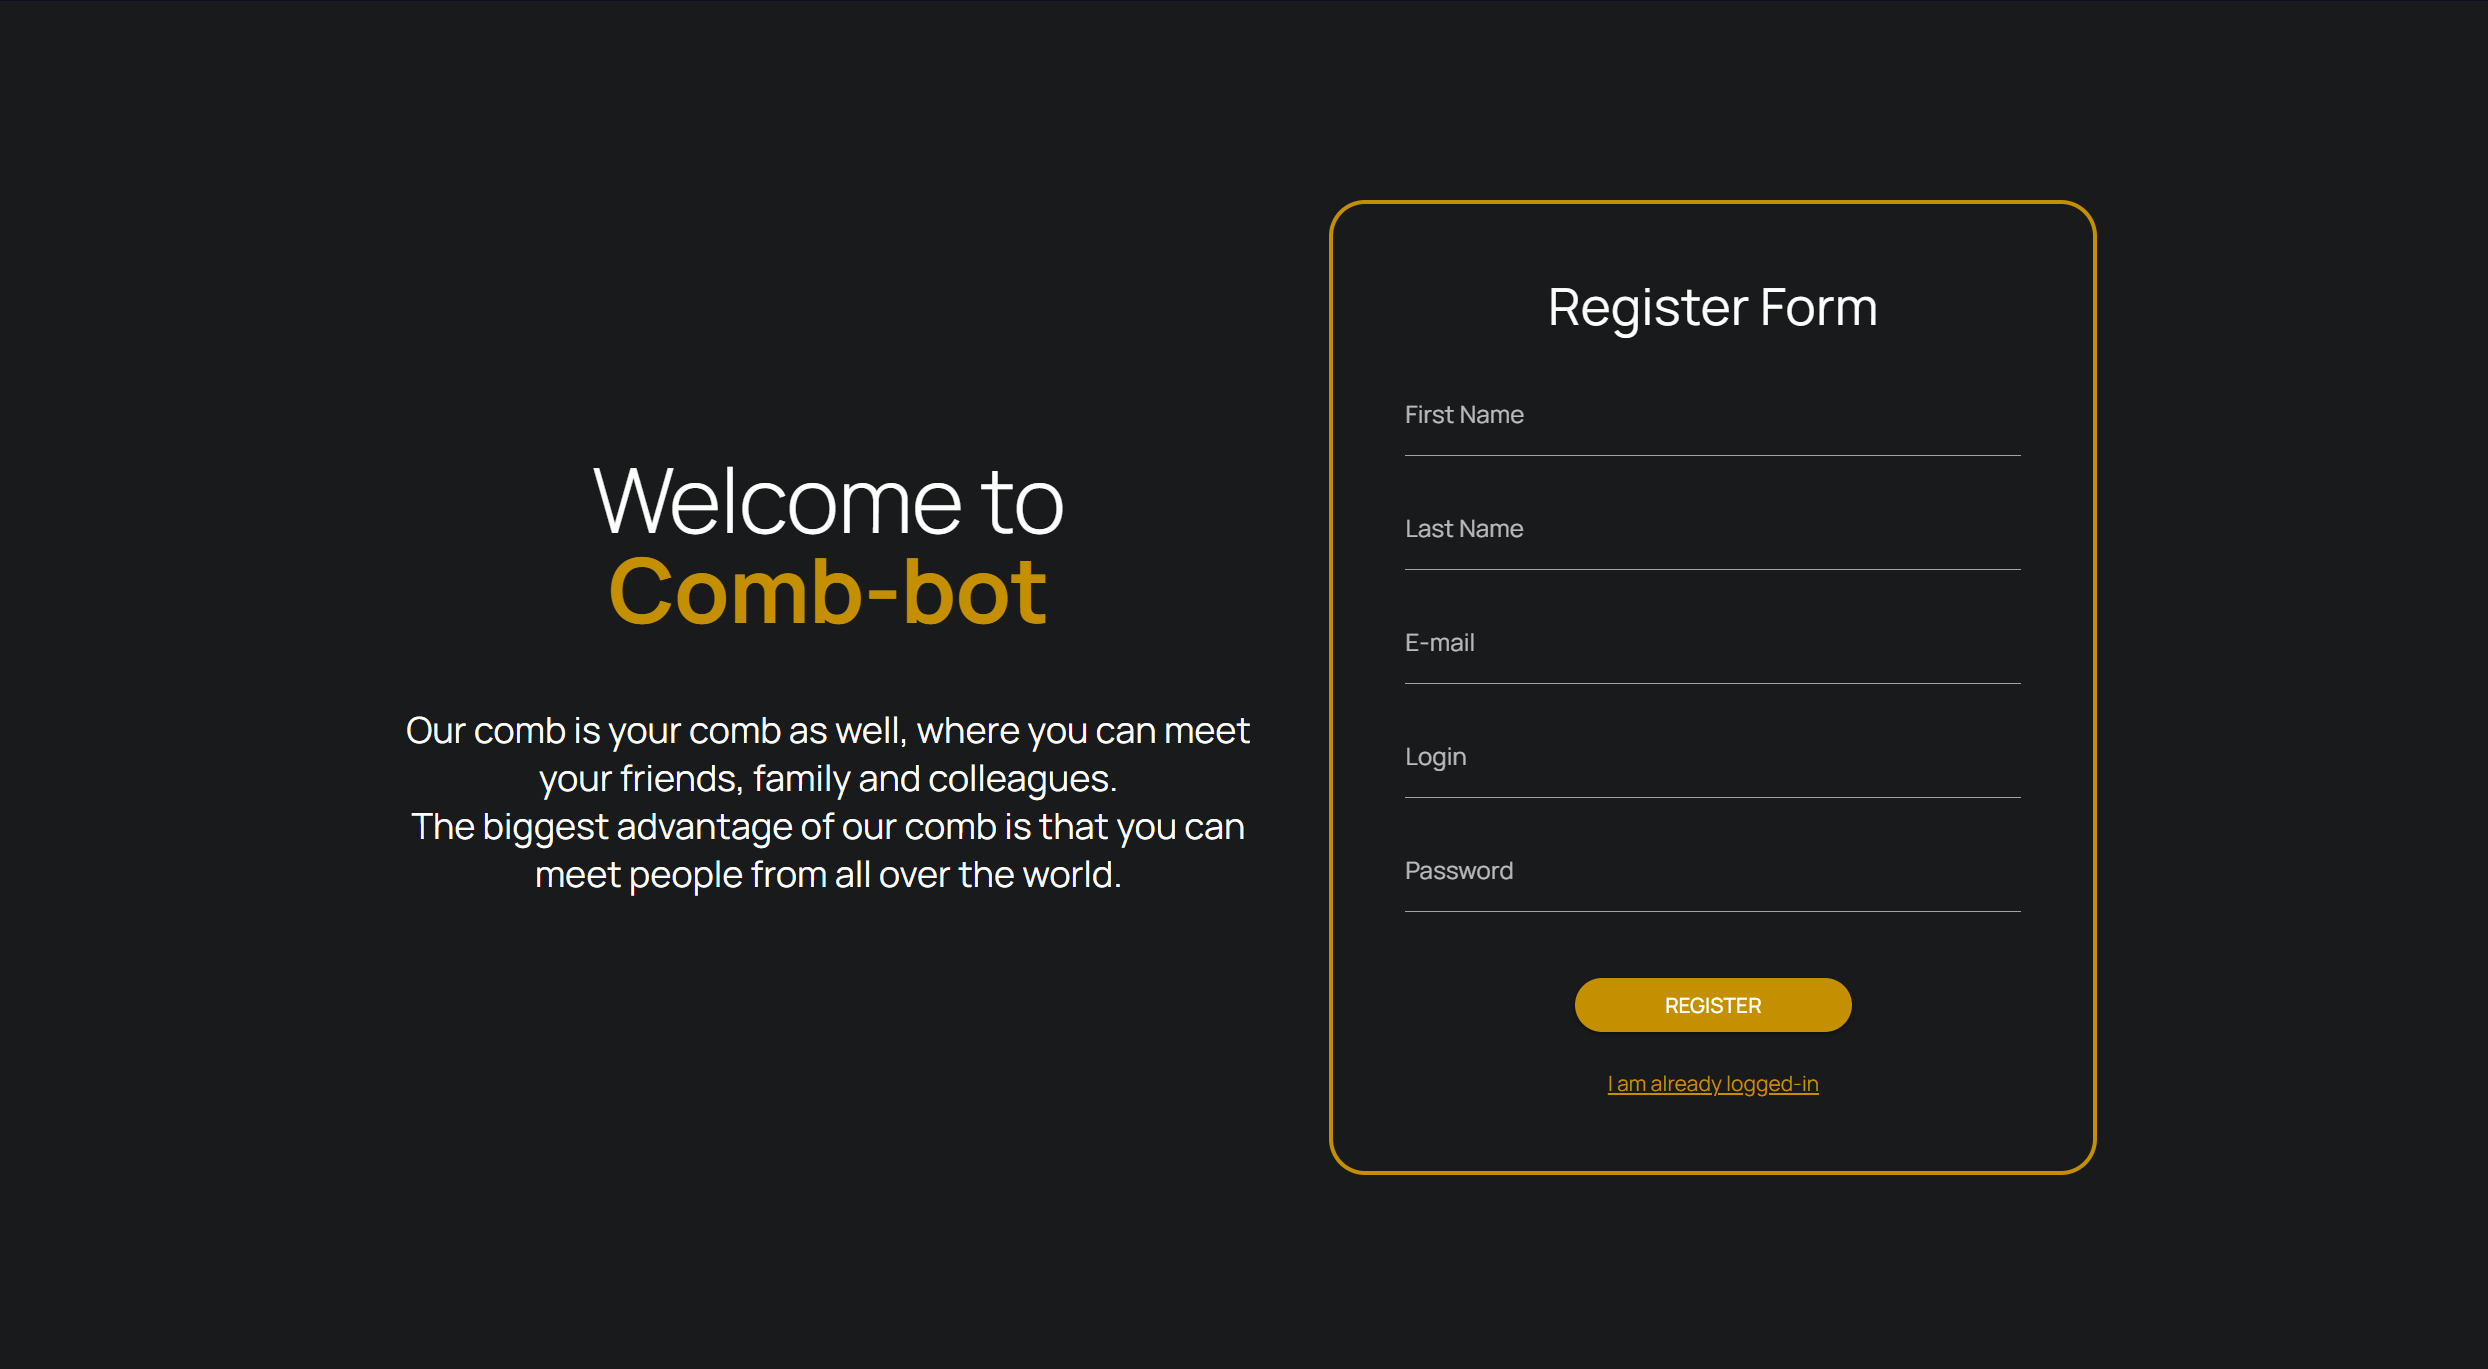 Welcome to
Comb-bot
Our comb is your comb as well, where you can meet
your friends, family and colleagues.
The biggest advantage of our comb is that you can
meet people from all over the world.
Register Form
First Name
Last Name
E-mail
Login
Password
REGISTER
I am already logged-in